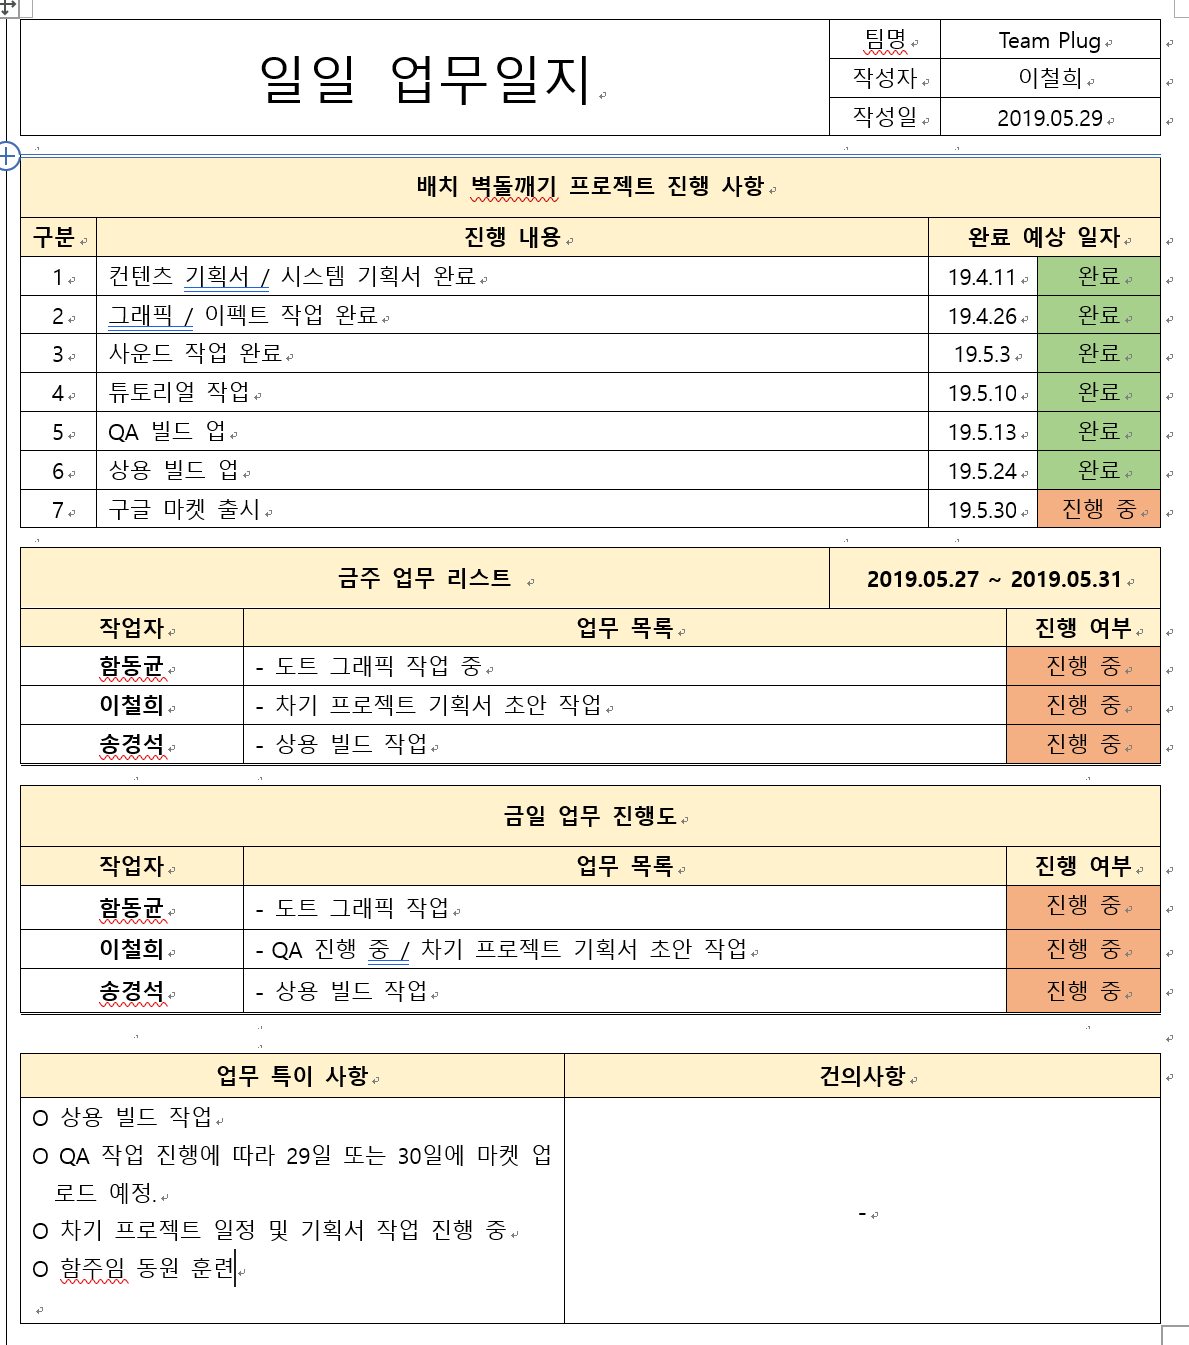 일일 업무일지
팀명 Team Plug
작성자 이철희
작성일 2019.05.29
배치 벽돌깨기 프로젝트 진행 사항
구분 진행 내용 완료 예상 일자
1 컨텐츠 기획서 / 시스템 기획서 완료 19.4.11 완료
2 그래픽 / 이펙트 작업 완료 19.4.26 완료
3 사운드 작업 완료 19.5.3 완료
4 튜토리얼 작업 19.5.10 완료
5 QA 빌드 업 19.5.13 완료
6 상용 빌드 업 19.5.24 완료
7 구글 마켓 출시 19.5.30 진행 중
금주 업무 리스트 2019.05.27 ~ 2019.05.31
작업자 업무 목록 진행 여부
함동균 - 도트 그래픽 작업 중 진행 중
이철희 - 차기 프로젝트 기획서 초안 작업 진행 중
송경석 - 상용 빌드 작업 진행 중
금일 업무 진행도
작업자 업무 목록 진행 여부
함동균 - 도트 그래픽 작업 진행 중
이철희 - QA 진행 중 / 차기 프로젝트 기획서 초안 작업 진행 중
송경석 - 상용 빌드 작업 진행 중
업무 특이 사항 건의사항
O 상용 빌드 작업
O QA 작업 진행에 따라 29일 또는 30일에 마켓 업
로드 예정.
O 차기 프로젝트 일정 및 기획서 작업 진행 중
O 함주임 동원 훈련
-